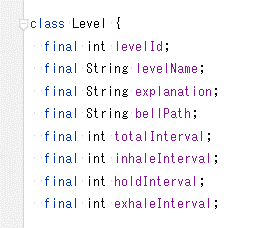 class Level {
  final int levelId;
  final String levelName;
  final String explanation;
  final String bellPath;
  final int totalInterval;
  final int inhaleInterval;
  final int holdInterval;
  final int exhaleInterval;